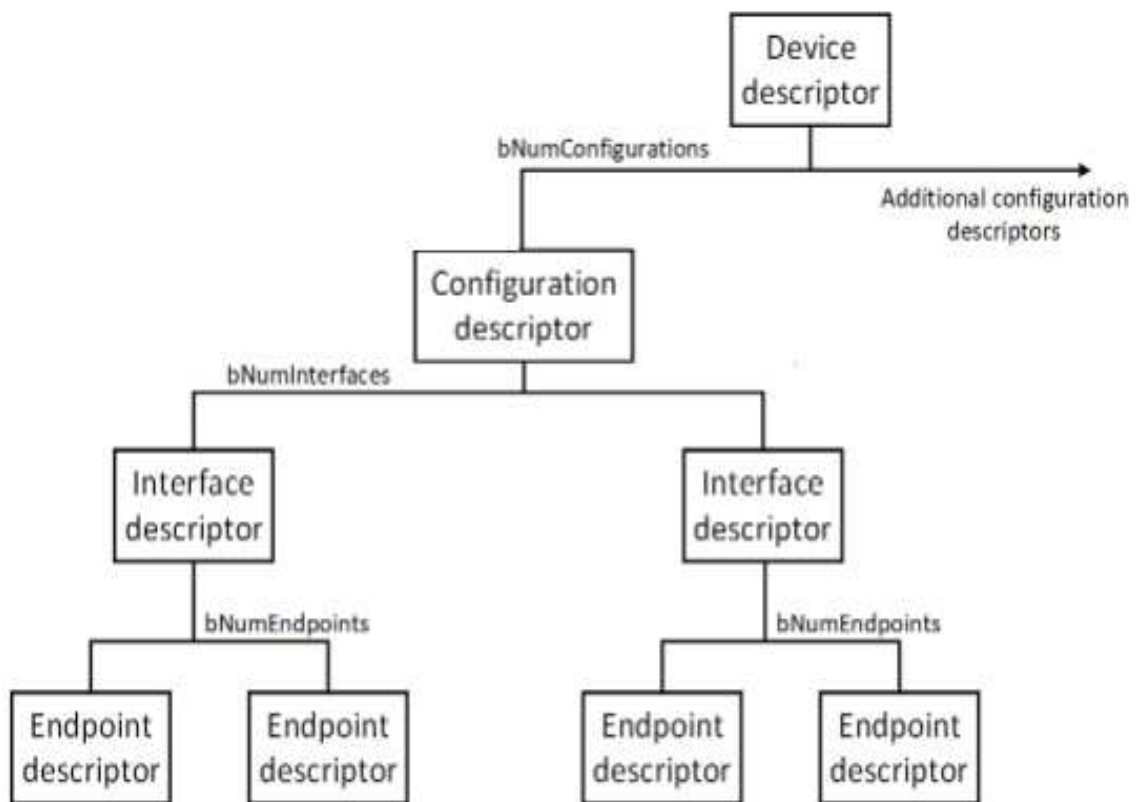 Device
descriptor
bNumConfigurations
Additional configuration
descriptors
Configuration
descriptor
bNumInterfaces
Interface
descriptor
Interface
descriptor
bNumEndpoints
bNumEndpoints
Endpoint
descriptor
Endpoint
descriptor
Endpoint
descriptor
Endpoint
descriptor